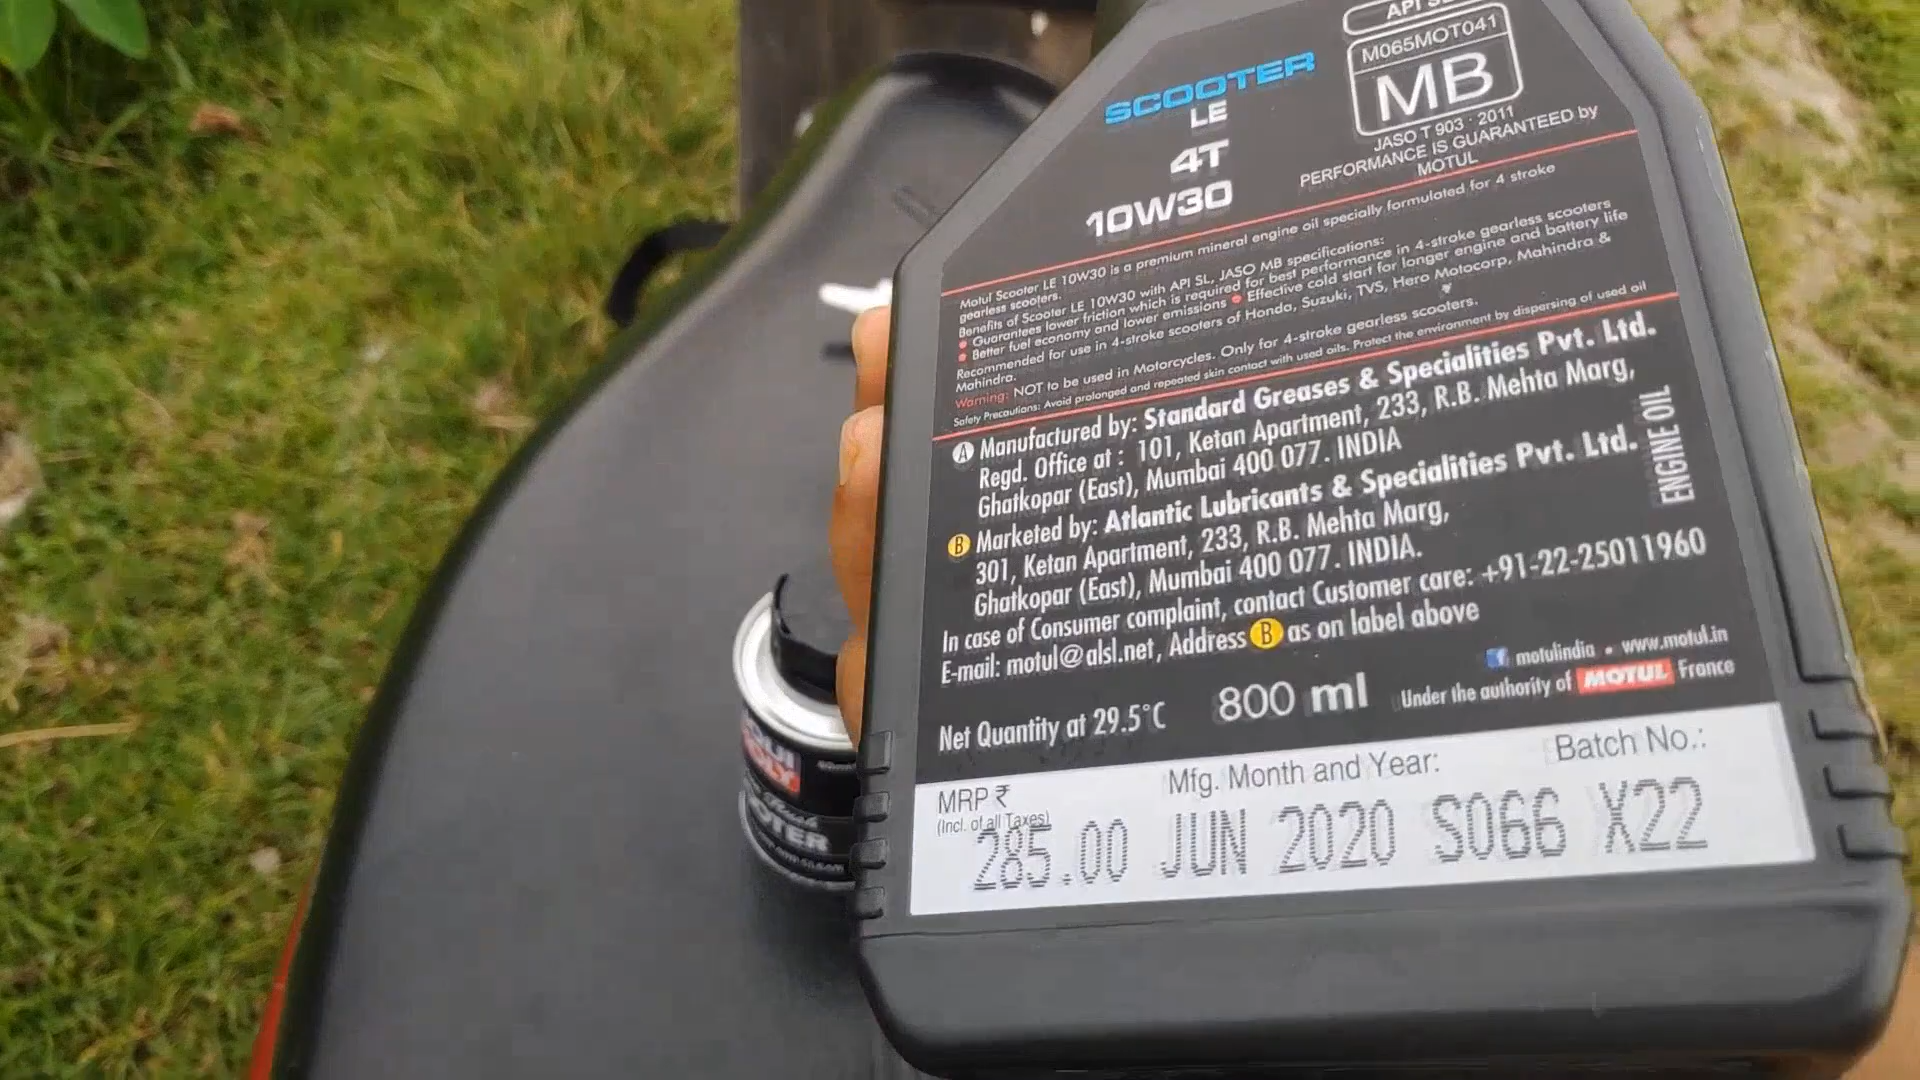 API SL
M065MOT041
MB
JASO T 903 · 2011
PERFORMANCE IS GUARANTEED by
MOTUL
SCOOTER
LE
4T
10W30
Motul Scooter LE 10W30 is a premium mineral engine oil specially formulated for 4 stroke
gearless scooters.
Benefits of Scooter LE 10W30 with API SL, JASO MB specifications:
• Guarantees lower friction which is required for best performance in 4-stroke gearless scooters
• Better fuel economy and lower emissions • Effective cold start for longer engine and battery life
Recommended for use in 4-stroke scooters of Honda, Suzuki, TVS, Hero Motocorp, Mahindra &
Mahindra.
Warning: NOT to be used in Motorcycles. Only for 4-stroke gearless scooters.
Safety Precautions: Avoid prolonged and repeated skin contact with used oils. Protect the environment by dispersing of used oil
A Manufactured by: Standard Greases & Specialities Pvt. Ltd.
Regd. Office at : 101, Ketan Apartment, 233, R.B. Mehta Marg,
Ghatkopar (East), Mumbai 400 077. INDIA
B Marketed by: Atlantic Lubricants & Specialities Pvt. Ltd.
301, Ketan Apartment, 233, R.B. Mehta Marg,
Ghatkopar (East), Mumbai 400 077. INDIA.
In case of Consumer complaint, contact Customer care: +91-22-25011960
E-mail: motul@alsl.net, Address B as on label above
ENGINE OIL
f motulindia • www.motul.in
Net Quantity at 29.5°C 800 ml Under the authority of MOTUL France
MRP ₹ Mfg. Month and Year: Batch No.:
(Incl. of all Taxes)
285.00 JUN 2020 S066 X22